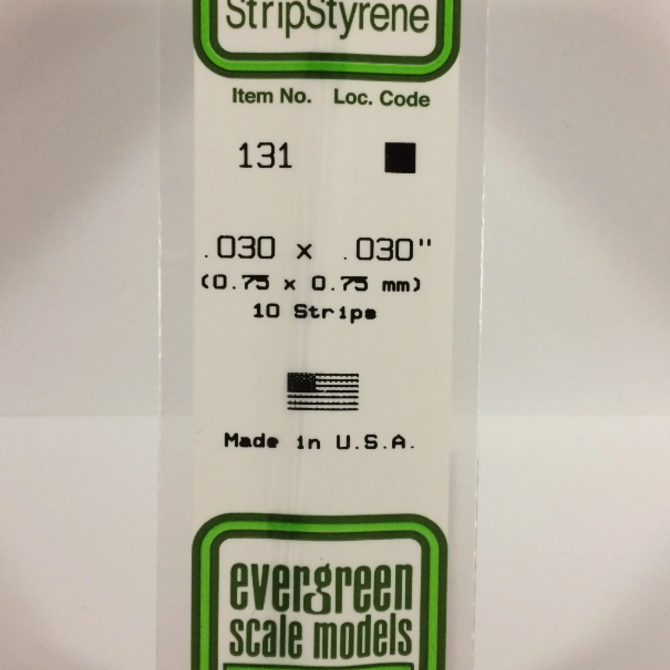 StripStyrene
Item No. Loc. Code
131
.030 x .030"
(0.75 x 0.75 mm)
10 Strips
Made in U.S.A.
evergreen
scale models